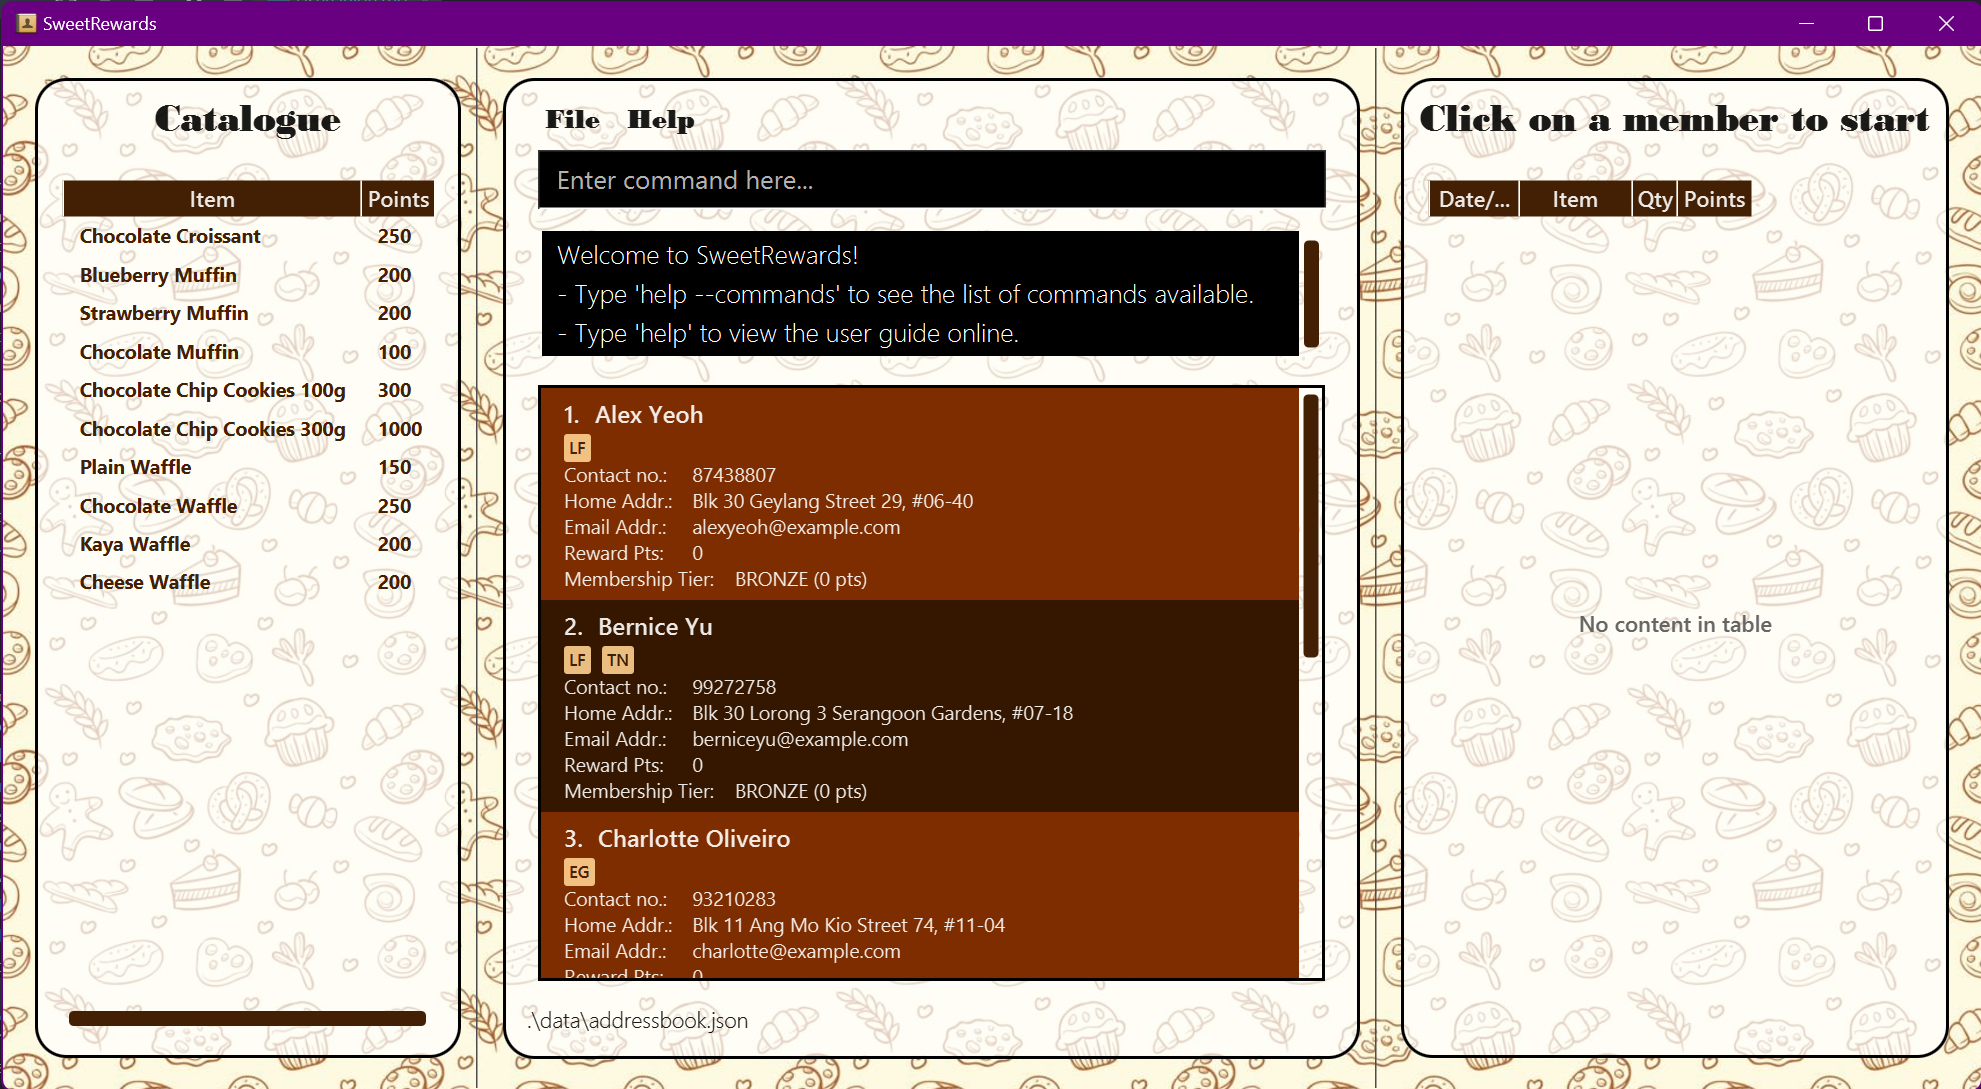 SweetRewards
Catalogue
Item Points
Chocolate Croissant 250
Blueberry Muffin 200
Strawberry Muffin 200
Chocolate Muffin 100
Chocolate Chip Cookies 100g 300
Chocolate Chip Cookies 300g 1000
Plain Waffle 150
Chocolate Waffle 250
Kaya Waffle 200
Cheese Waffle 200
File Help
Enter command here...
Welcome to SweetRewards!
- Type 'help --commands' to see the list of commands available.
- Type 'help' to view the user guide online.
1. Alex Yeoh
LF
Contact no.: 87438807
Home Addr.: Blk 30 Geylang Street 29, #06-40
Email Addr.: alexyeoh@example.com
Reward Pts: 0
Membership Tier: BRONZE (0 pts)
2. Bernice Yu
LF TN
Contact no.: 99272758
Home Addr.: Blk 30 Lorong 3 Serangoon Gardens, #07-18
Email Addr.: berniceyu@example.com
Reward Pts: 0
Membership Tier: BRONZE (0 pts)
3. Charlotte Oliveiro
EG
Contact no.: 93210283
Home Addr.: Blk 11 Ang Mo Kio Street 74, #11-04
Email Addr.: charlotte@example.com
Reward Pts: 0
.\data\addressbook.json
Click on a member to start
Date/... Item Qty Points
No content in table